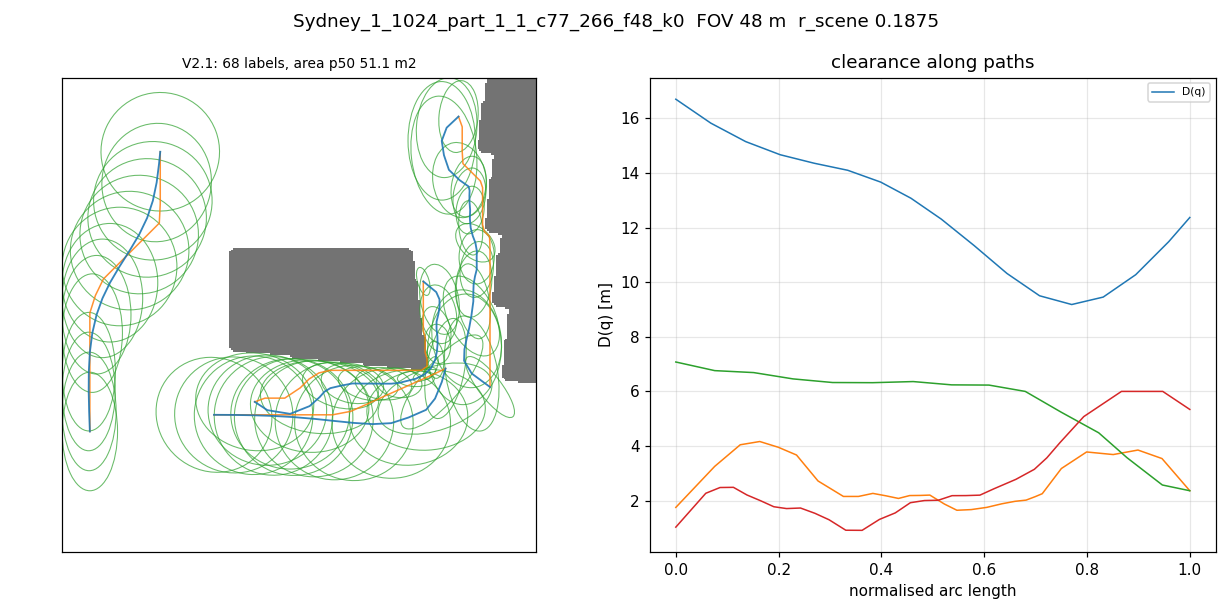 Sydney_1_1024_part_1_1_c77_266_f48_k0  FOV 48 m  r_scene 0.1875
V2.1: 68 labels, area p50 51.1 m2
clearance along paths
D(q)
16
14
12
10
8
6
4
2
D(q) [m]
0.0 0.2 0.4 0.6 0.8 1.0
normalised arc length